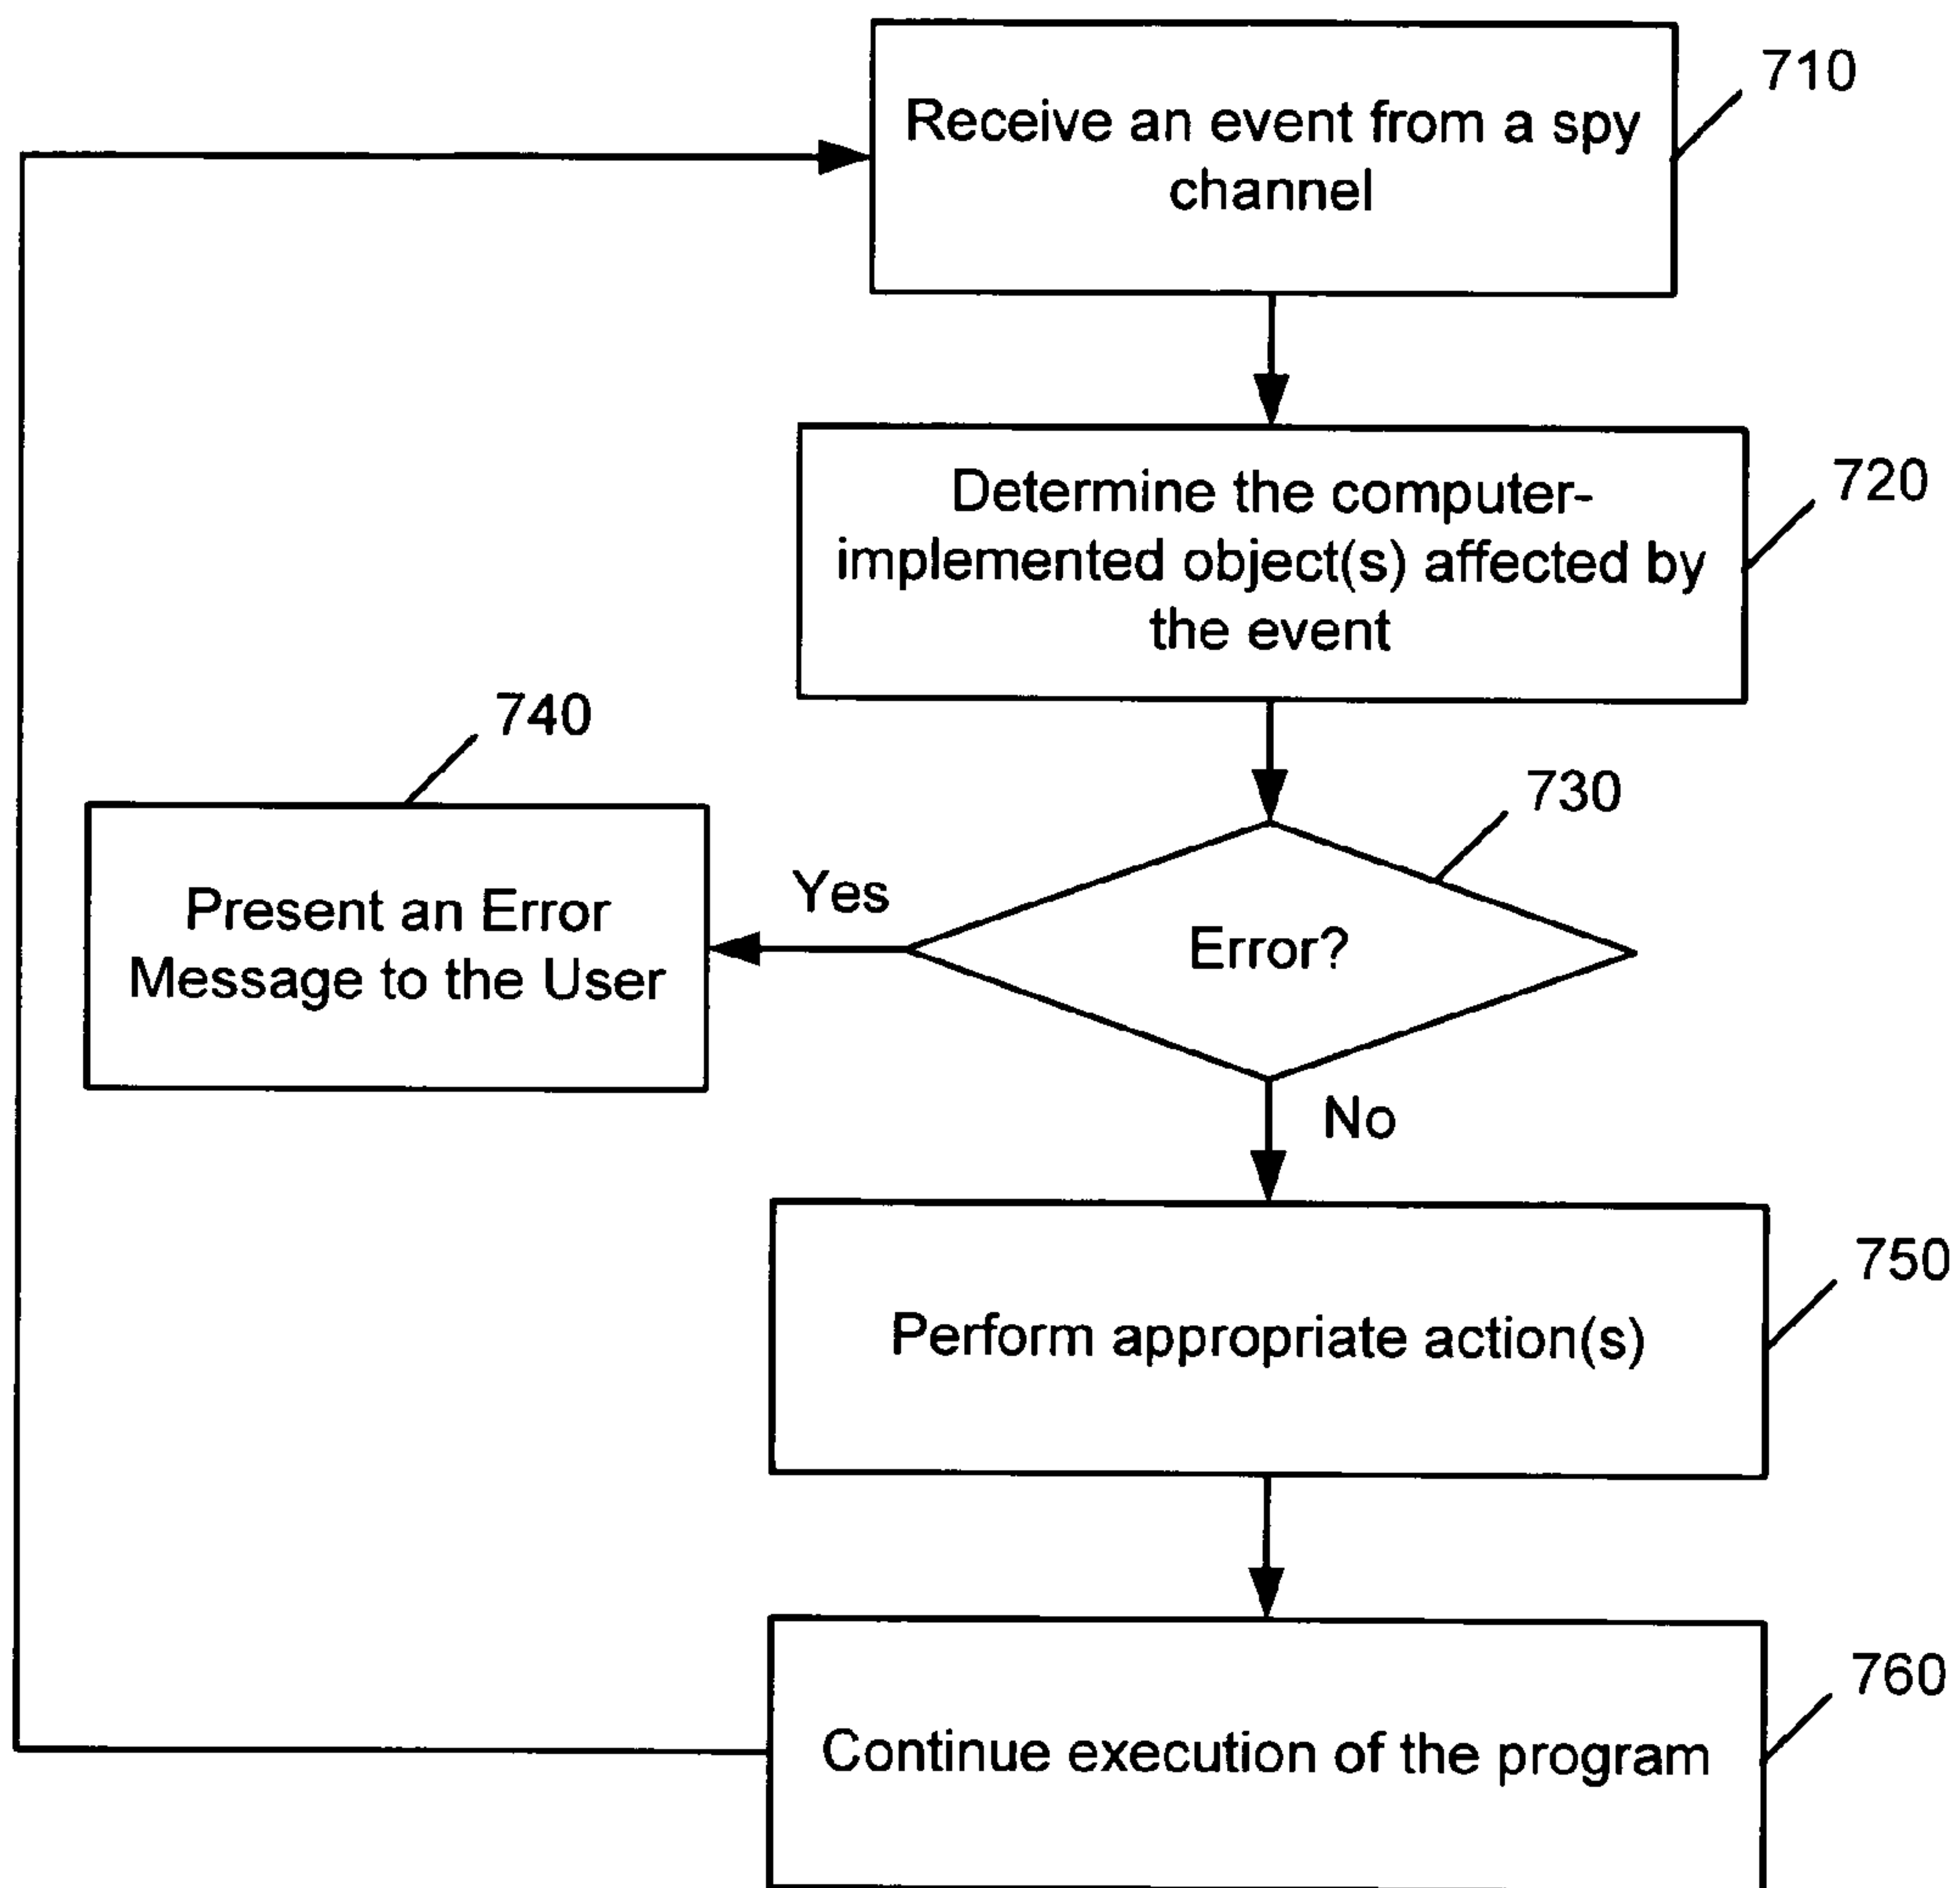 710
Receive an event from a spy
channel
720
Determine the computer-
implemented object(s) affected by
the event
740
730
Present an Error
Message to the User
Yes
Error?
No
750
Perform appropriate action(s)
760
Continue execution of the program